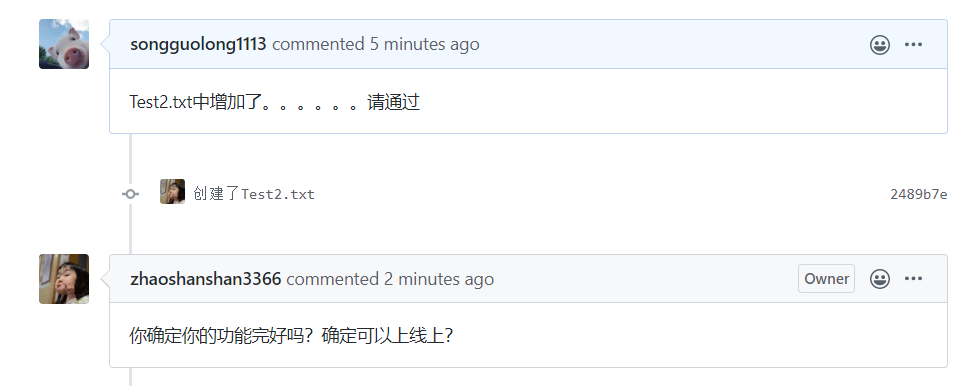 songguolong1113 commented 5 minutes ago
Test2.txt中增加了。。。。。。请通过
创建了Test2.txt 2489b7e
zhaoshanshan3366 commented 2 minutes ago Owner
你确定你的功能完好吗？确定可以上线上？